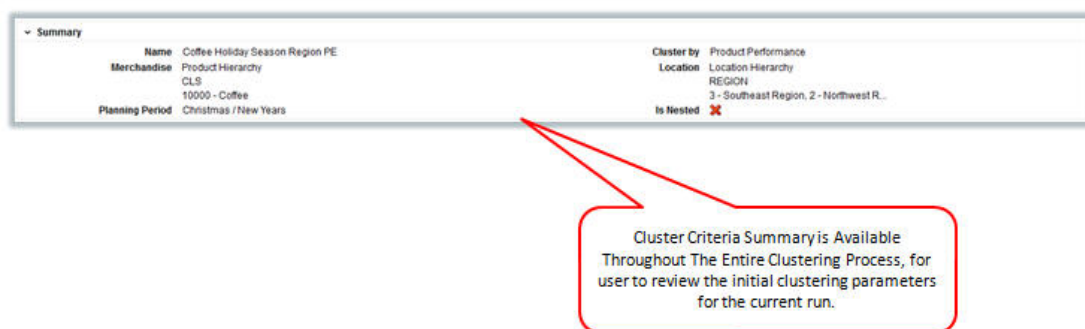 Summary
Name Coffee Holiday Season Region PE Cluster by Product Performance
Merchandise Product Hierarchy Location Location Hierarchy
CLS REGION
10000 - Coffee 3 - Southeast Region, 2 - Northwest R...
Planning Period Christmas / New Years Is Nested
Cluster Criteria Summary is Available
Throughout The Entire Clustering Process, for
user to review the initial clustering parameters
for the current run.